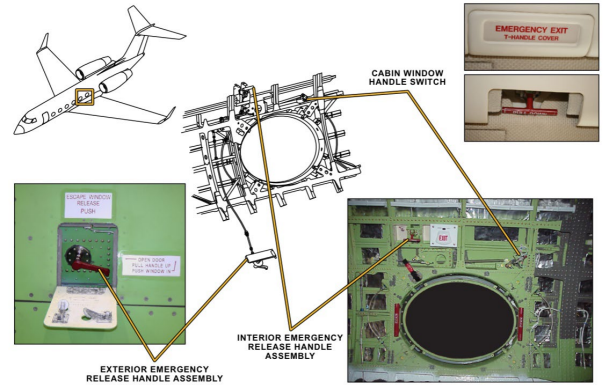 EMERGENCY EXIT
T-HANDLE COVER
CABIN WINDOW
HANDLE SWITCH
ESCAPE WINDOW
RELEASE
PUSH
OPEN DOOR
PULL HANDLE UP
PUSH WINDOW IN
EXIT
INTERIOR EMERGENCY
RELEASE HANDLE
ASSEMBLY
EXTERIOR EMERGENCY
RELEASE HANDLE ASSEMBLY